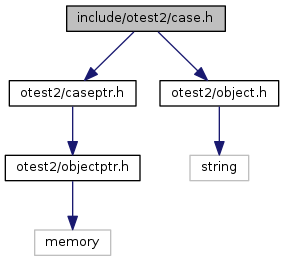 include/otest2/case.h
otest2/caseptr.h
otest2/object.h
otest2/objectptr.h
string
memory